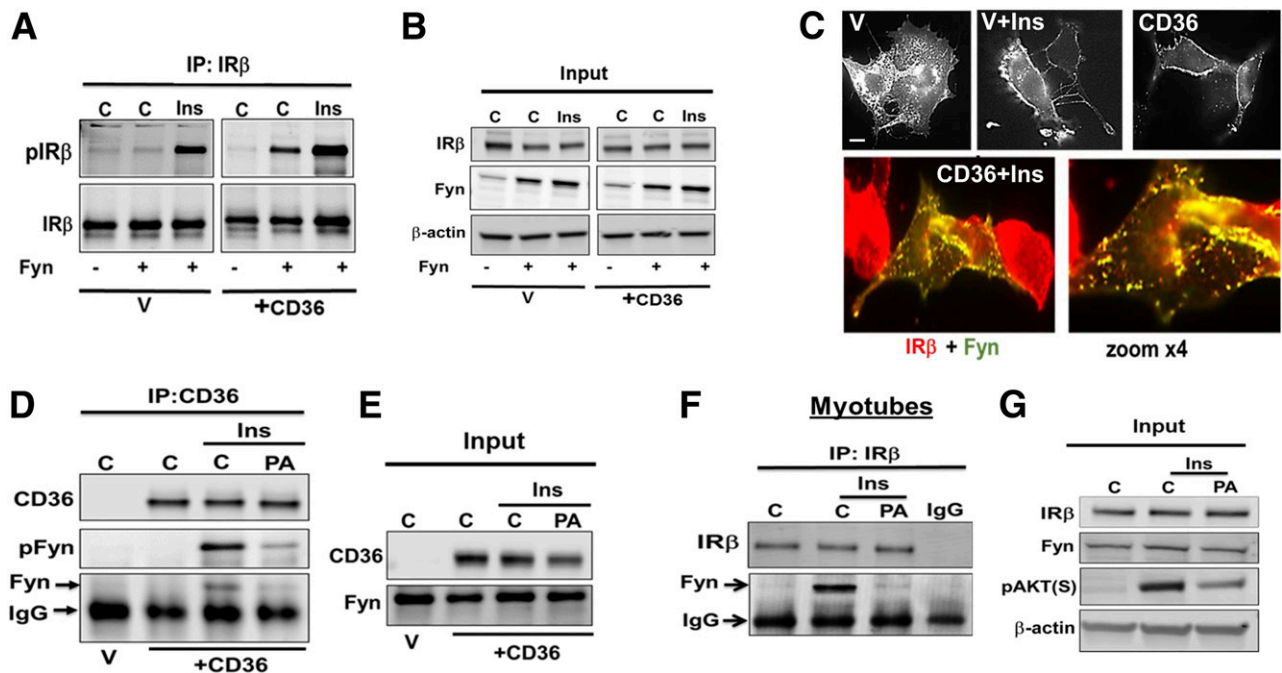 A
IP: IRβ
C C Ins C C Ins
pIRβ
IRβ
Fyn - + + - + +
V +CD36
B
Input
C C Ins C C Ins
IRβ
Fyn
β-actin
Fyn - + + - + +
V +CD36
C
V V+Ins CD36
CD36+Ins
IRβ + Fyn zoom x4
D
IP:CD36
Ins
C C C PA
CD36
pFyn
Fyn
IgG
V +CD36
E
Input
Ins
C C C PA
CD36
Fyn
V +CD36
F
Myotubes
IP: IRβ
Ins
C C PA IgG
IRβ
Fyn
IgG
G
Input
Ins
C C PA
IRβ
Fyn
pAKT(S)
β-actin